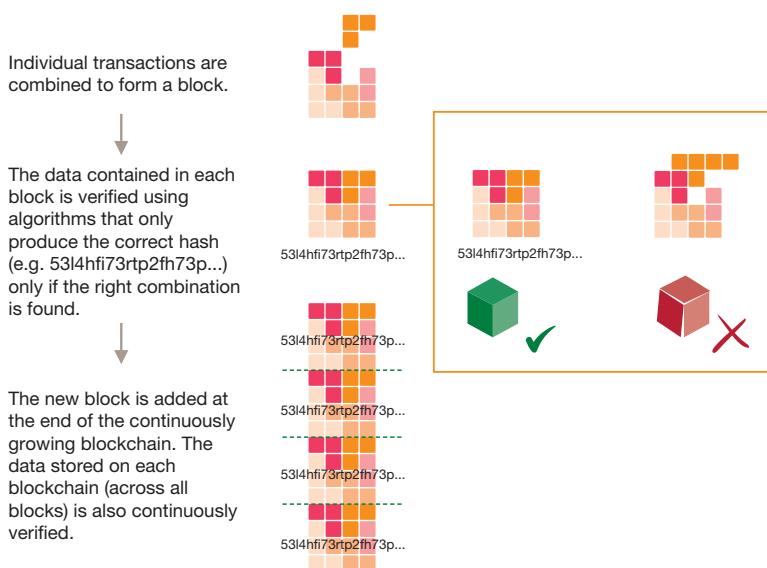 Individual transactions are
combined to form a block.
The data contained in each
block is verified using
algorithms that only
produce the correct hash
(e.g. 53l4hfi73rtp2fh73p...)
only if the right combination
is found.
53l4hfi73rtp2fh73p...
53l4hfi73rtp2fh73p...
The new block is added at
the end of the continuously
growing blockchain. The
data stored on each
blockchain (across all
blocks) is also continuously
verified.
53l4hfi73rtp2fh73p...
53l4hfi73rtp2fh73p...
53l4hfi73rtp2fh73p...
53l4hfi73rtp2fh73p...